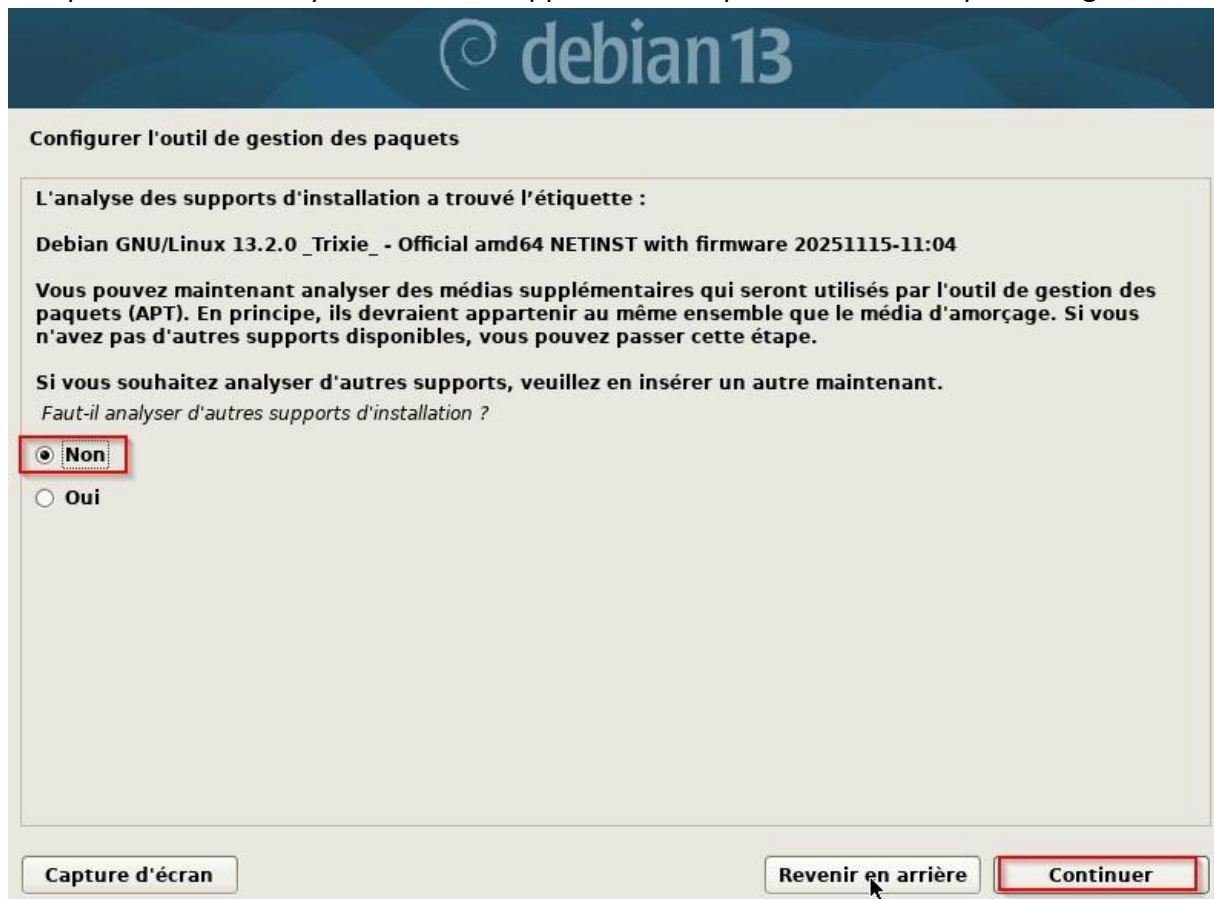 debian 13
Configurer l'outil de gestion des paquets
L'analyse des supports d'installation a trouvé l’étiquette :
Debian GNU/Linux 13.2.0 _Trixie_ - Official amd64 NETINST with firmware 20251115-11:04
Vous pouvez maintenant analyser des médias supplémentaires qui seront utilisés par l'outil de gestion des
paquets (APT). En principe, ils devraient appartenir au même ensemble que le média d'amorçage. Si vous
n'avez pas d'autres supports disponibles, vous pouvez passer cette étape.
Si vous souhaitez analyser d'autres supports, veuillez en insérer un autre maintenant.
Faut-il analyser d'autres supports d'installation ?
Non
Oui
Capture d'écran
Revenir en arrière
Continuer